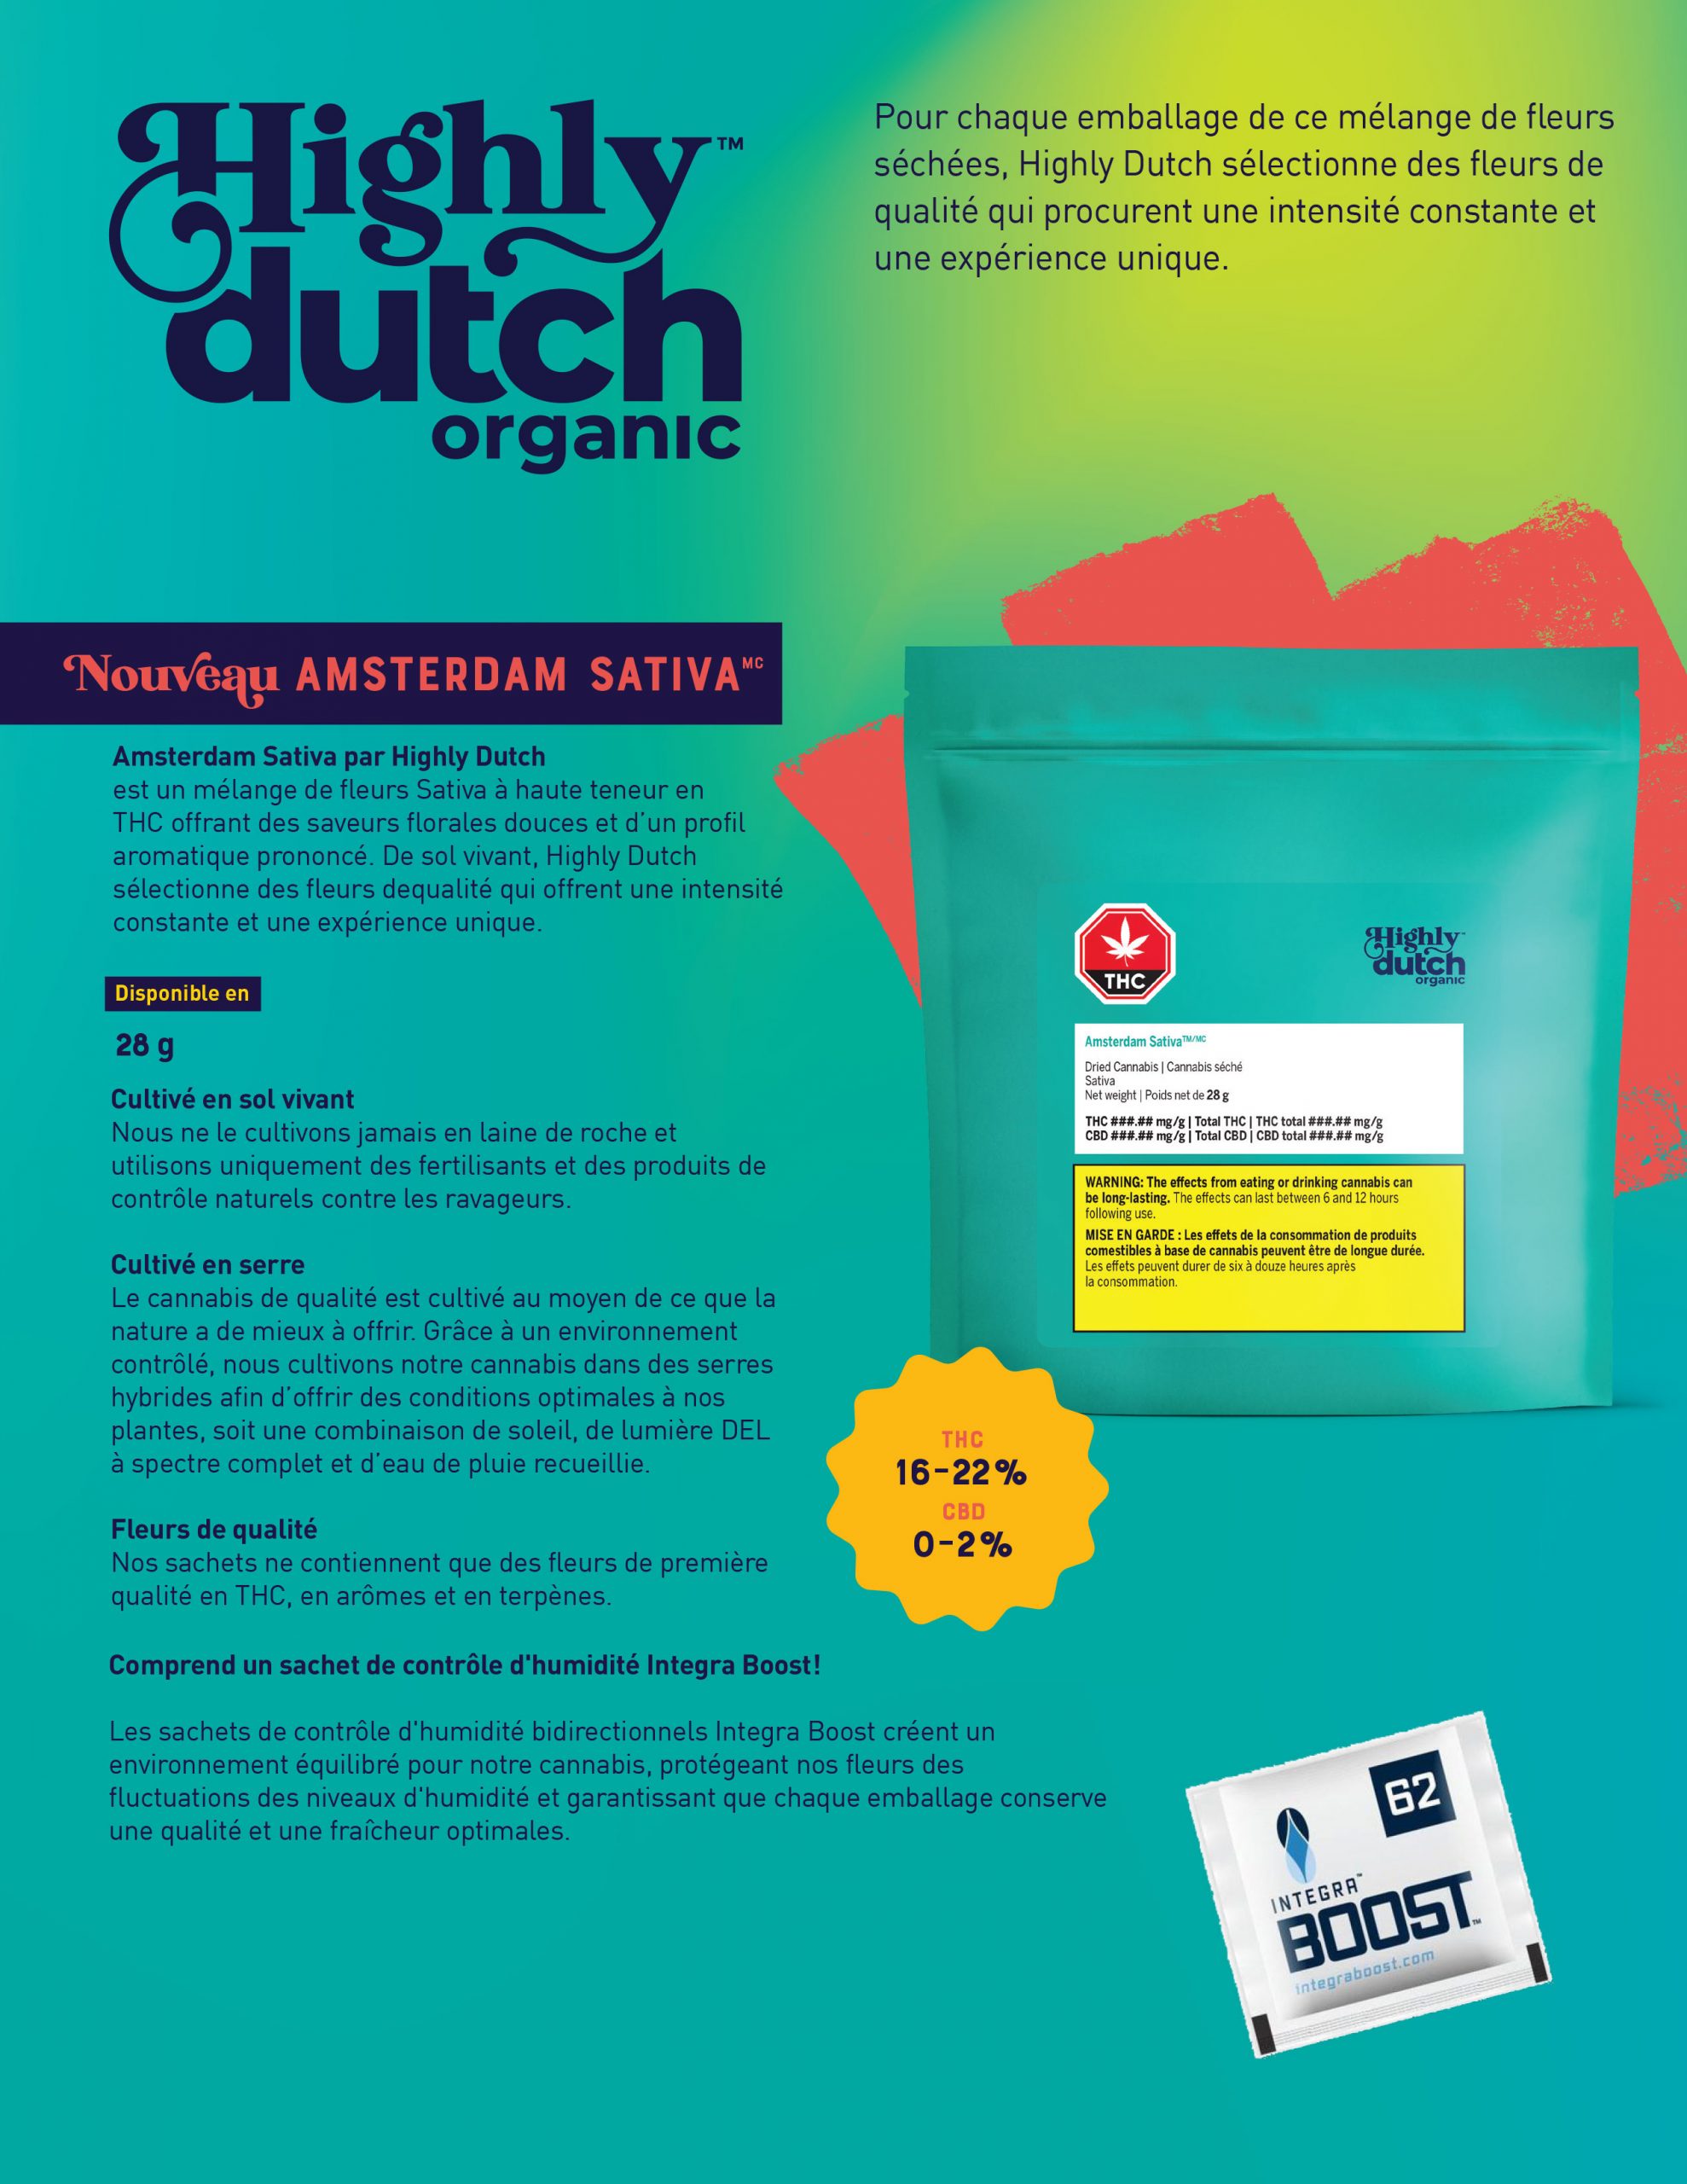 Highly™
dutch
organic
Pour chaque emballage de ce mélange de fleurs
séchées, Highly Dutch sélectionne des fleurs de
qualité qui procurent une intensité constante et
une expérience unique.
Nouveau AMSTERDAM SATIVA MC
Amsterdam Sativa par Highly Dutch
est un mélange de fleurs Sativa à haute teneur en
THC offrant des saveurs florales douces et d'un profil
aromatique prononcé. De sol vivant, Highly Dutch
sélectionne des fleurs dequalité qui offrent une intensité
constante et une expérience unique.
Disponible en
28 g
Cultivé en sol vivant
Nous ne le cultivons jamais en laine de roche et
utilisons uniquement des fertilisants et des produits de
contrôle naturels contre les ravageurs.
Cultivé en serre
Le cannabis de qualité est cultivé au moyen de ce que la
nature a de mieux à offrir. Grâce à un environnement
contrôlé, nous cultivons notre cannabis dans des serres
hybrides afin d'offrir des conditions optimales à nos
plantes, soit une combinaison de soleil, de lumière DEL
à spectre complet et d'eau de pluie recueillie.
Fleurs de qualité
Nos sachets ne contiennent que des fleurs de première
qualité en THC, en arômes et en terpènes.
Comprend un sachet de contrôle d'humidité Integra Boost!
Les sachets de contrôle d'humidité bidirectionnels Integra Boost créent un
environnement équilibré pour notre cannabis, protégeant nos fleurs des
fluctuations des niveaux d'humidité et garantissant que chaque emballage conserve
une qualité et une fraîcheur optimales.
THC
Highly™
dutch
organic
Amsterdam Sativa™/MC
Dried Cannabis | Cannabis séché
Sativa
Net weight | Poids net de 28 g
THC ###.## mg/g | Total THC | THC total ###.## mg/g
CBD ###.## mg/g | Total CBD | CBD total ###.## mg/g
WARNING: The effects from eating or drinking cannabis can
be long-lasting. The effects can last between 6 and 12 hours
following use.
MISE EN GARDE : Les effets de la consommation de produits
comestibles à base de cannabis peuvent être de longue durée.
Les effets peuvent durer de six à douze heures après
la consommation.
THC
16-22%
CBD
0-2%
62
INTEGRA™
BOOST™
integraboost.com